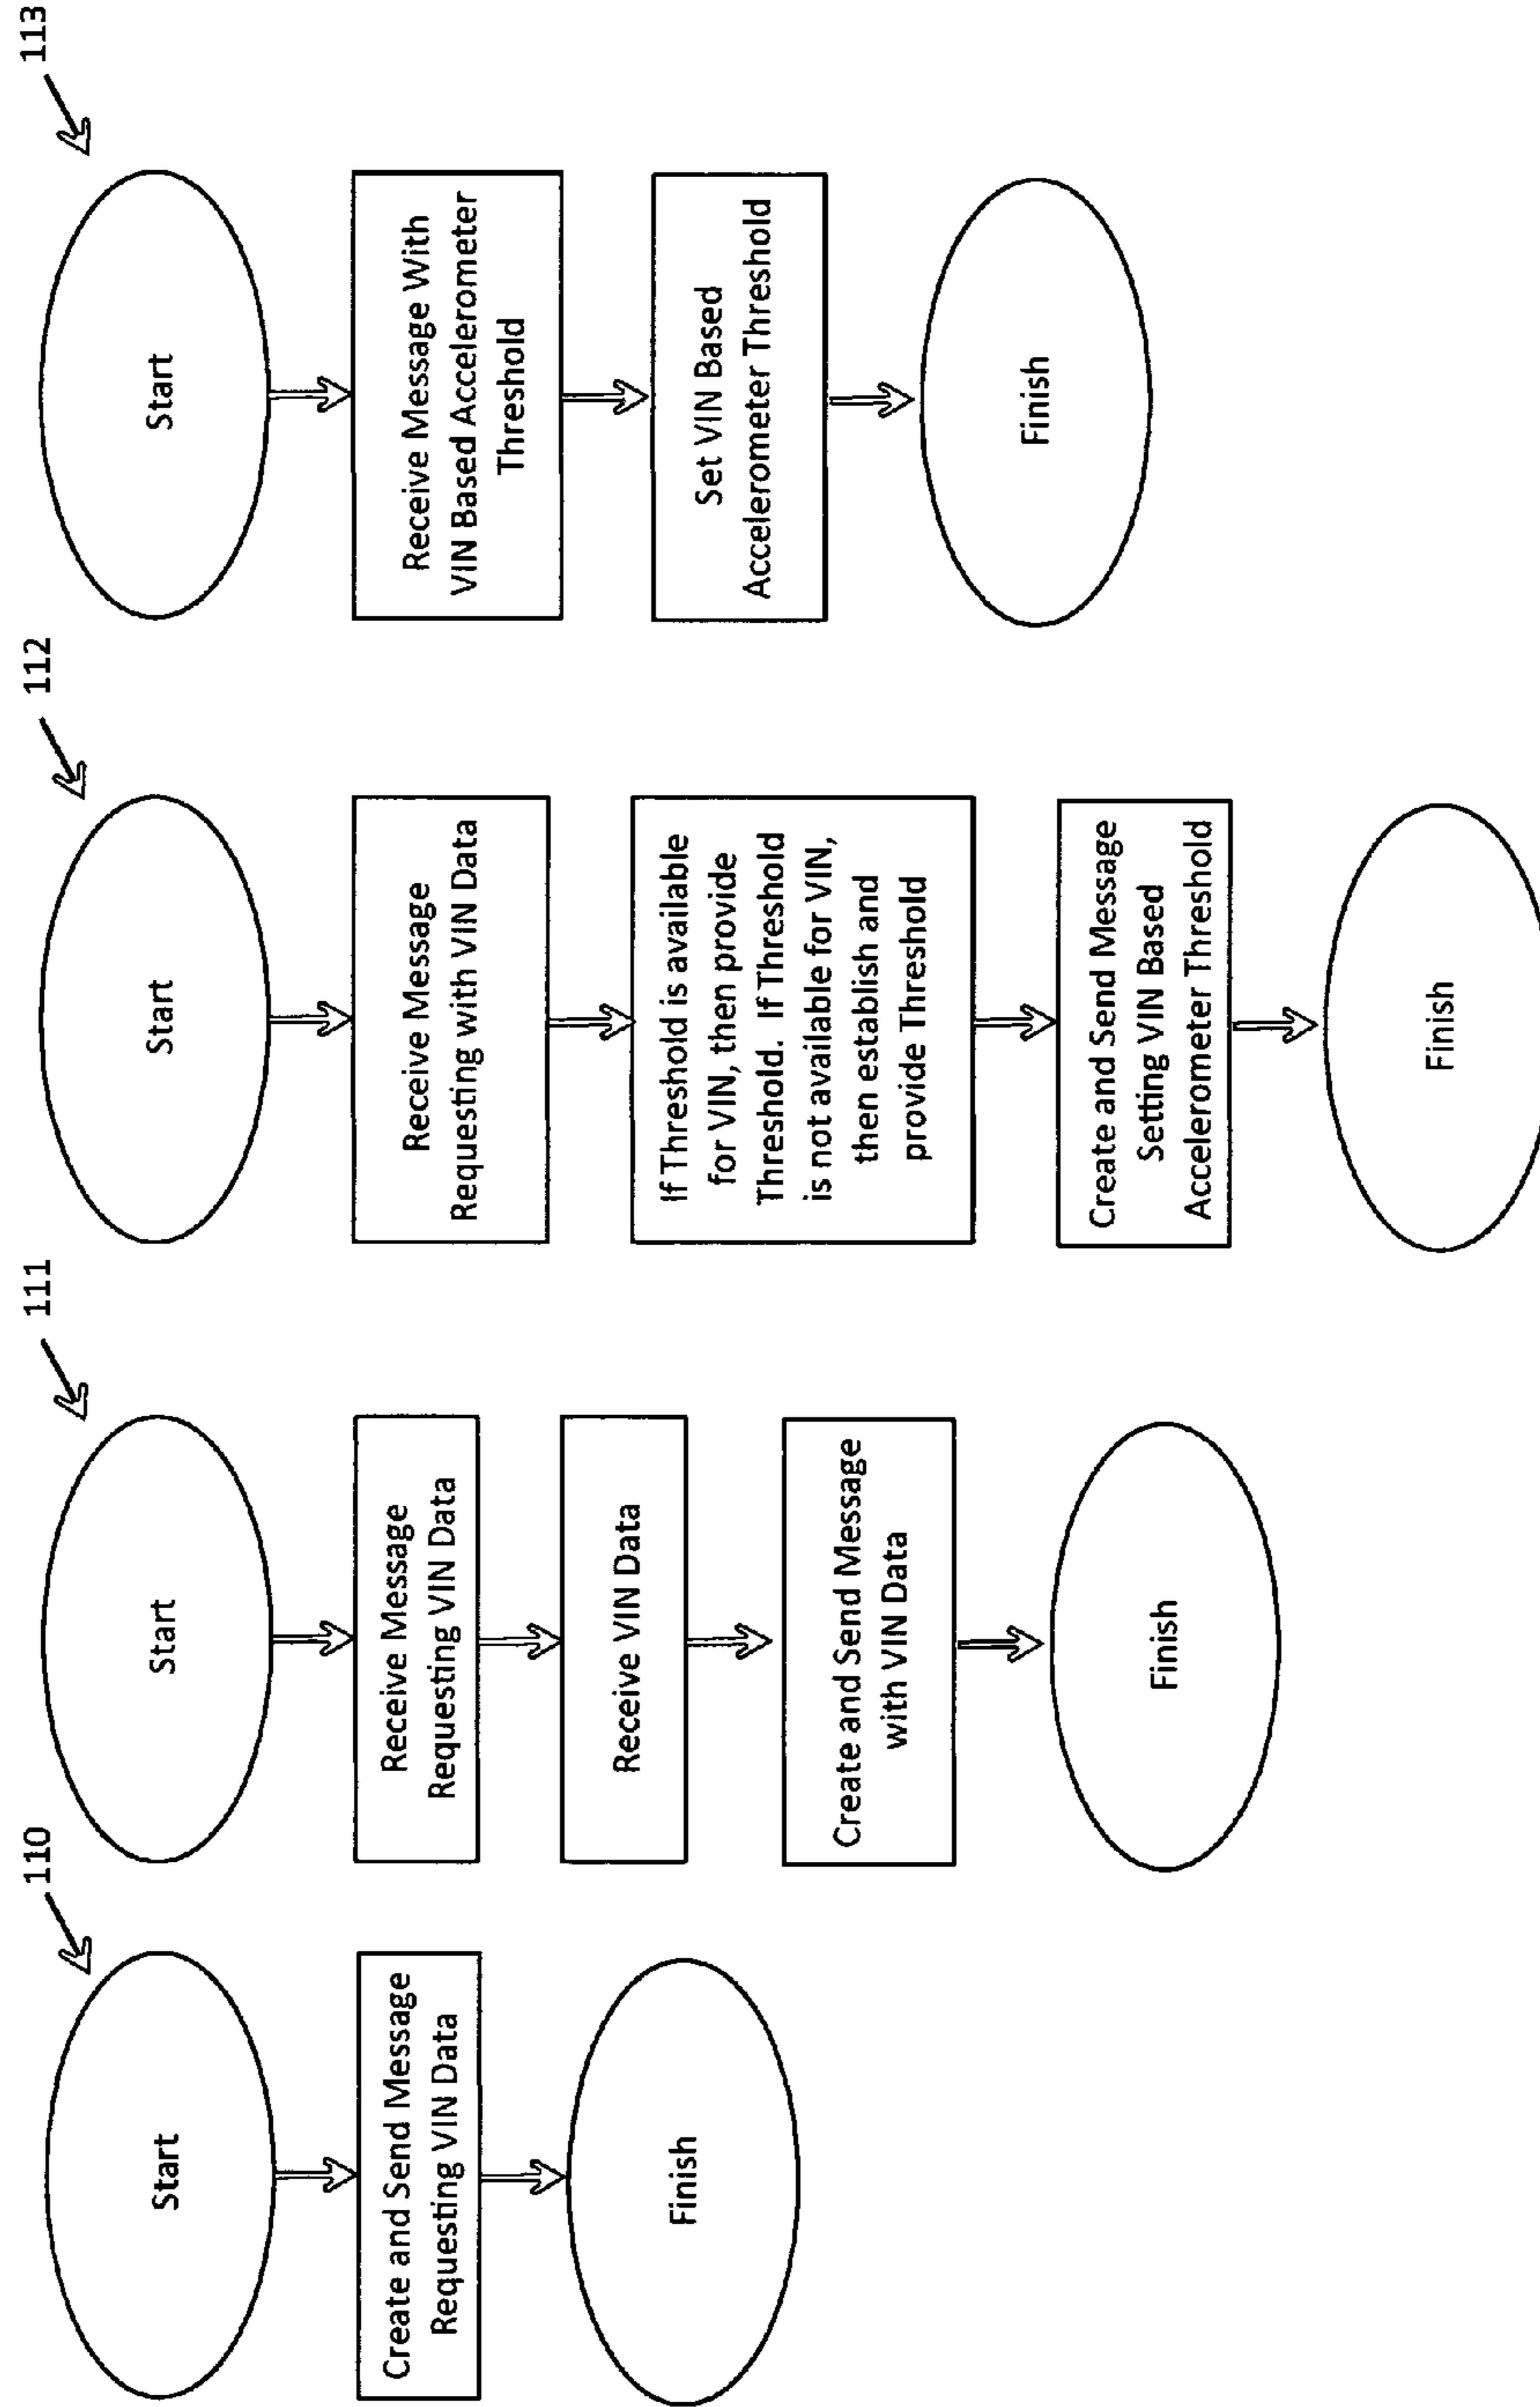 110
Start
Create and Send Message
Requesting VIN Data
Finish
111
Start
Receive Message
Requesting VIN Data
Receive VIN Data
Create and Send Message
with VIN Data
Finish
112
Start
Receive Message
Requesting with VIN Data
If Threshold is available
for VIN, then provide
Threshold. If Threshold
is not available for VIN,
then establish and
provide Threshold
Create and Send Message
Setting VIN Based
Accelerometer Threshold
Finish
113
Start
Receive Message With
VIN Based Accelerometer
Threshold
Set VIN Based
Accelerometer Threshold
Finish